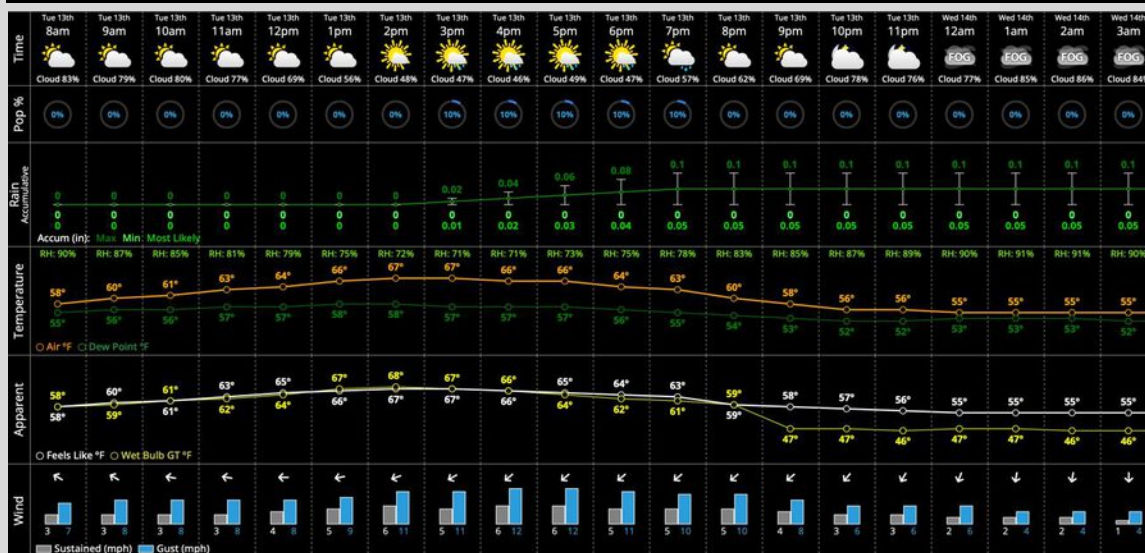 Tue 13th Tue 13th Tue 13th Tue 13th Tue 13th Tue 13th Tue 13th Tue 13th Tue 13th Tue 13th Tue 13th Tue 13th Tue 13th Tue 13th Tue 13th Tue 13th Wed 14th Wed 14th Wed 14th Wed 14th
Time 8am 9am 10am 11am 12pm 1pm 2pm 3pm 4pm 5pm 6pm 7pm 8pm 9pm 10pm 11pm 12am 1am 2am 3am
FOG FOG FOG FOG
Cloud 83% Cloud 79% Cloud 80% Cloud 77% Cloud 69% Cloud 56% Cloud 48% Cloud 47% Cloud 46% Cloud 49% Cloud 47% Cloud 57% Cloud 62% Cloud 69% Cloud 78% Cloud 76% Cloud 77% Cloud 85% Cloud 86% Cloud 84%
Pop % 0% 0% 0% 0% 0% 0% 0% 10% 10% 10% 10% 10% 0% 0% 0% 0% 0% 0% 0% 0%
Rain
Accumulative
0 0 0 0 0 0 0 0.02 0.04 0.06 0.08 0.1 0.1 0.1 0.1 0.1 0.1 0.1 0.1 0.1
0 0 0 0 0 0 0 0 0 0 0 0 0 0 0 0 0 0 0 0
0 0 0 0 0 0 0 0.01 0.02 0.03 0.04 0.05 0.05 0.05 0.05 0.05 0.05 0.05 0.05 0.05
Accum (in): Max Min Most Likely
RH: 90% RH: 87% RH: 85% RH: 81% RH: 79% RH: 75% RH: 72% RH: 71% RH: 71% RH: 73% RH: 75% RH: 78% RH: 83% RH: 85% RH: 87% RH: 89% RH: 90% RH: 91% RH: 91% RH: 90%
Temperature
58° 60° 61° 63° 64° 66° 67° 67° 66° 66° 64° 63° 60° 58° 56° 56° 55° 55° 55° 55°
55° 56° 56° 57° 57° 58° 58° 57° 57° 57° 56° 55° 54° 53° 52° 52° 53° 53° 53° 52°
Air °F Dew Point °F
Apparent
58° 60° 61° 63° 65° 67° 68° 67° 66° 65° 64° 63° 59° 58° 57° 56° 55° 55° 55° 55°
58° 59° 61° 62° 64° 66° 67° 67° 66° 64° 62° 61° 59° 47° 47° 46° 47° 47° 46° 46°
Feels Like °F Wet Bulb GT °F
Wind
3 7 3 8 3 8 3 8 4 8 5 9 6 11 5 11 6 12 6 12 5 11 5 10 5 10 4 8 3 6 3 6 2 6 2 4 2 4 1 4
Sustained (mph) Gust (mph)